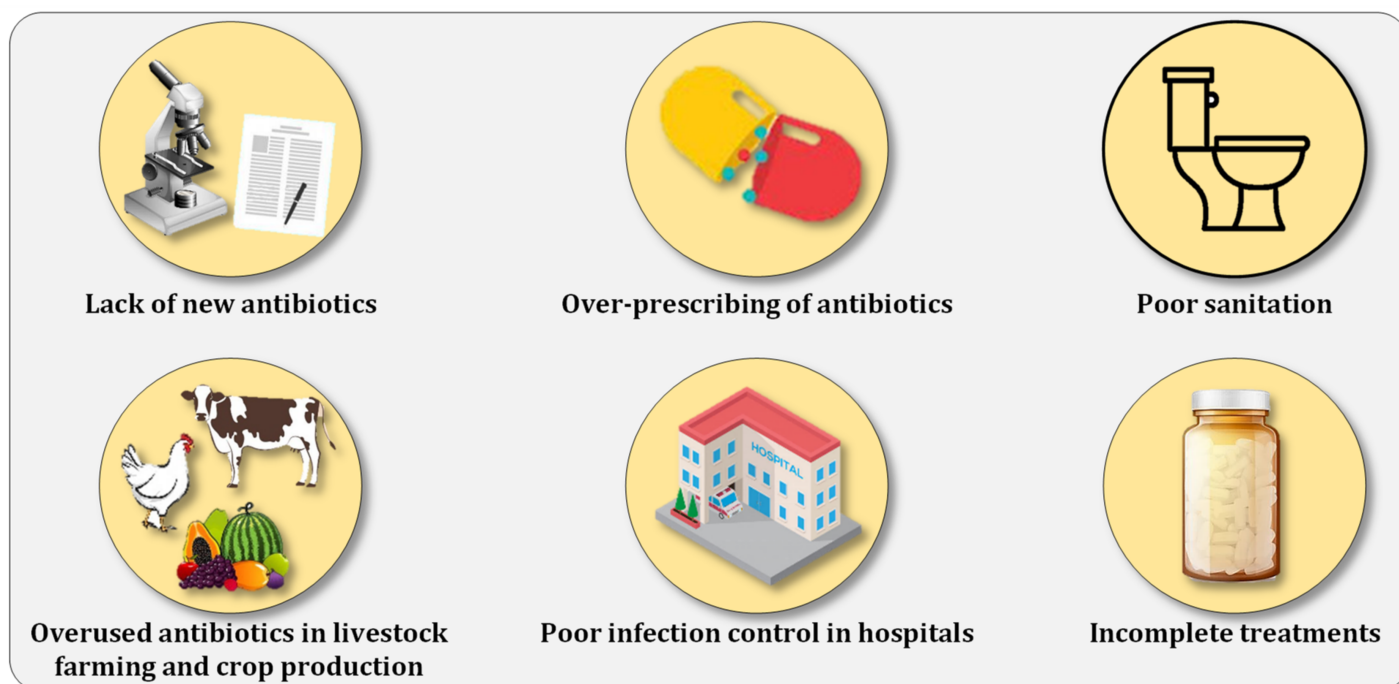 Lack of new antibiotics
Over-prescribing of antibiotics
Poor sanitation
HOSPITAL
Overused antibiotics in livestock
farming and crop production
Poor infection control in hospitals
Incomplete treatments